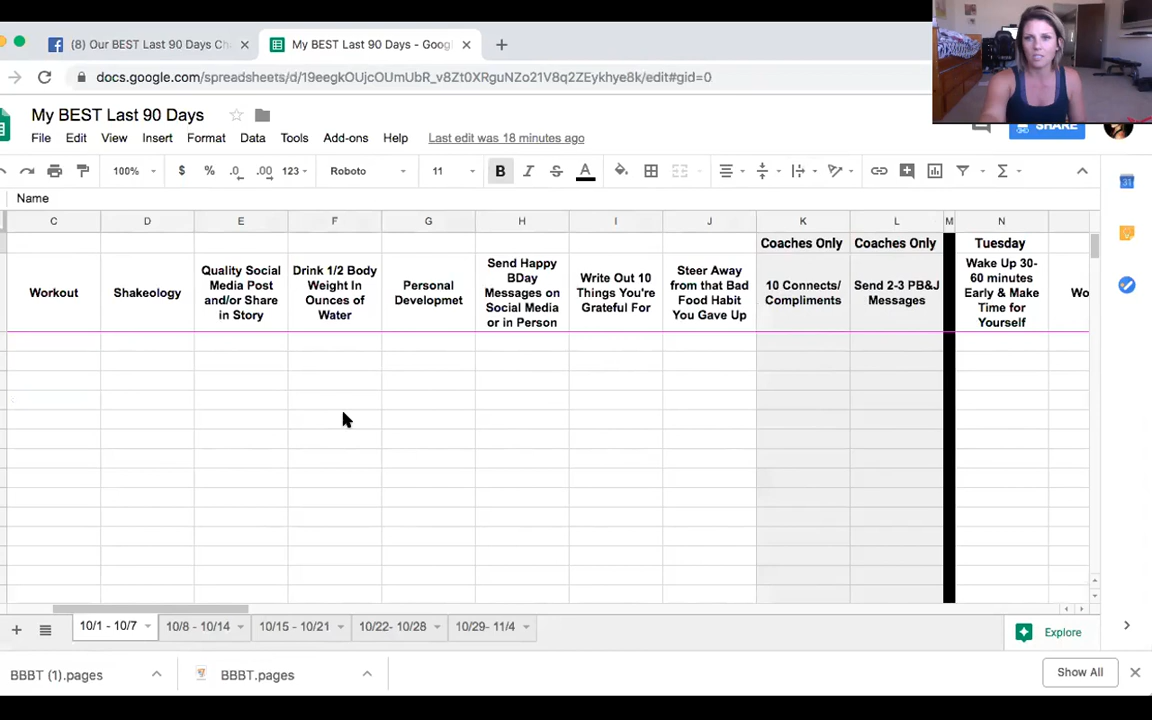 (8) Our BEST Last 90 Days Ch
My BEST Last 90 Days - Goog
docs.google.com/spreadsheets/d/19eegkOUjcOUmUbR_v8Zt0XRguNZo21V8q2ZEykhye8k/edit#gid=0
My BEST Last 90 Days
File Edit View Insert Format Data Tools Add-ons Help Last edit was 18 minutes ago
SHARE
100% $ % .0 .00 123 Roboto 11 B I S A Σ
31
Name
C D E F G H I J K L M N
Coaches Only Coaches Only Tuesday
Workout
Shakeology
Quality Social
Media Post
and/or Share
in Story
Drink 1/2 Body
Weight In
Ounces of
Water
Personal
Developmet
Send Happy
BDay
Messages on
Social Media
or in Person
Write Out 10
Things You're
Grateful For
Steer Away
from that Bad
Food Habit
You Gave Up
10 Connects/
Compliments
Send 2-3 PB&J
Messages
Wake Up 30-
60 minutes
Early & Make
Time for
Yourself
Wo
10/1 - 10/7 10/8 - 10/14 10/15 - 10/21 10/22- 10/28 10/29- 11/4
Explore
BBBT (1).pages BBBT.pages Show All